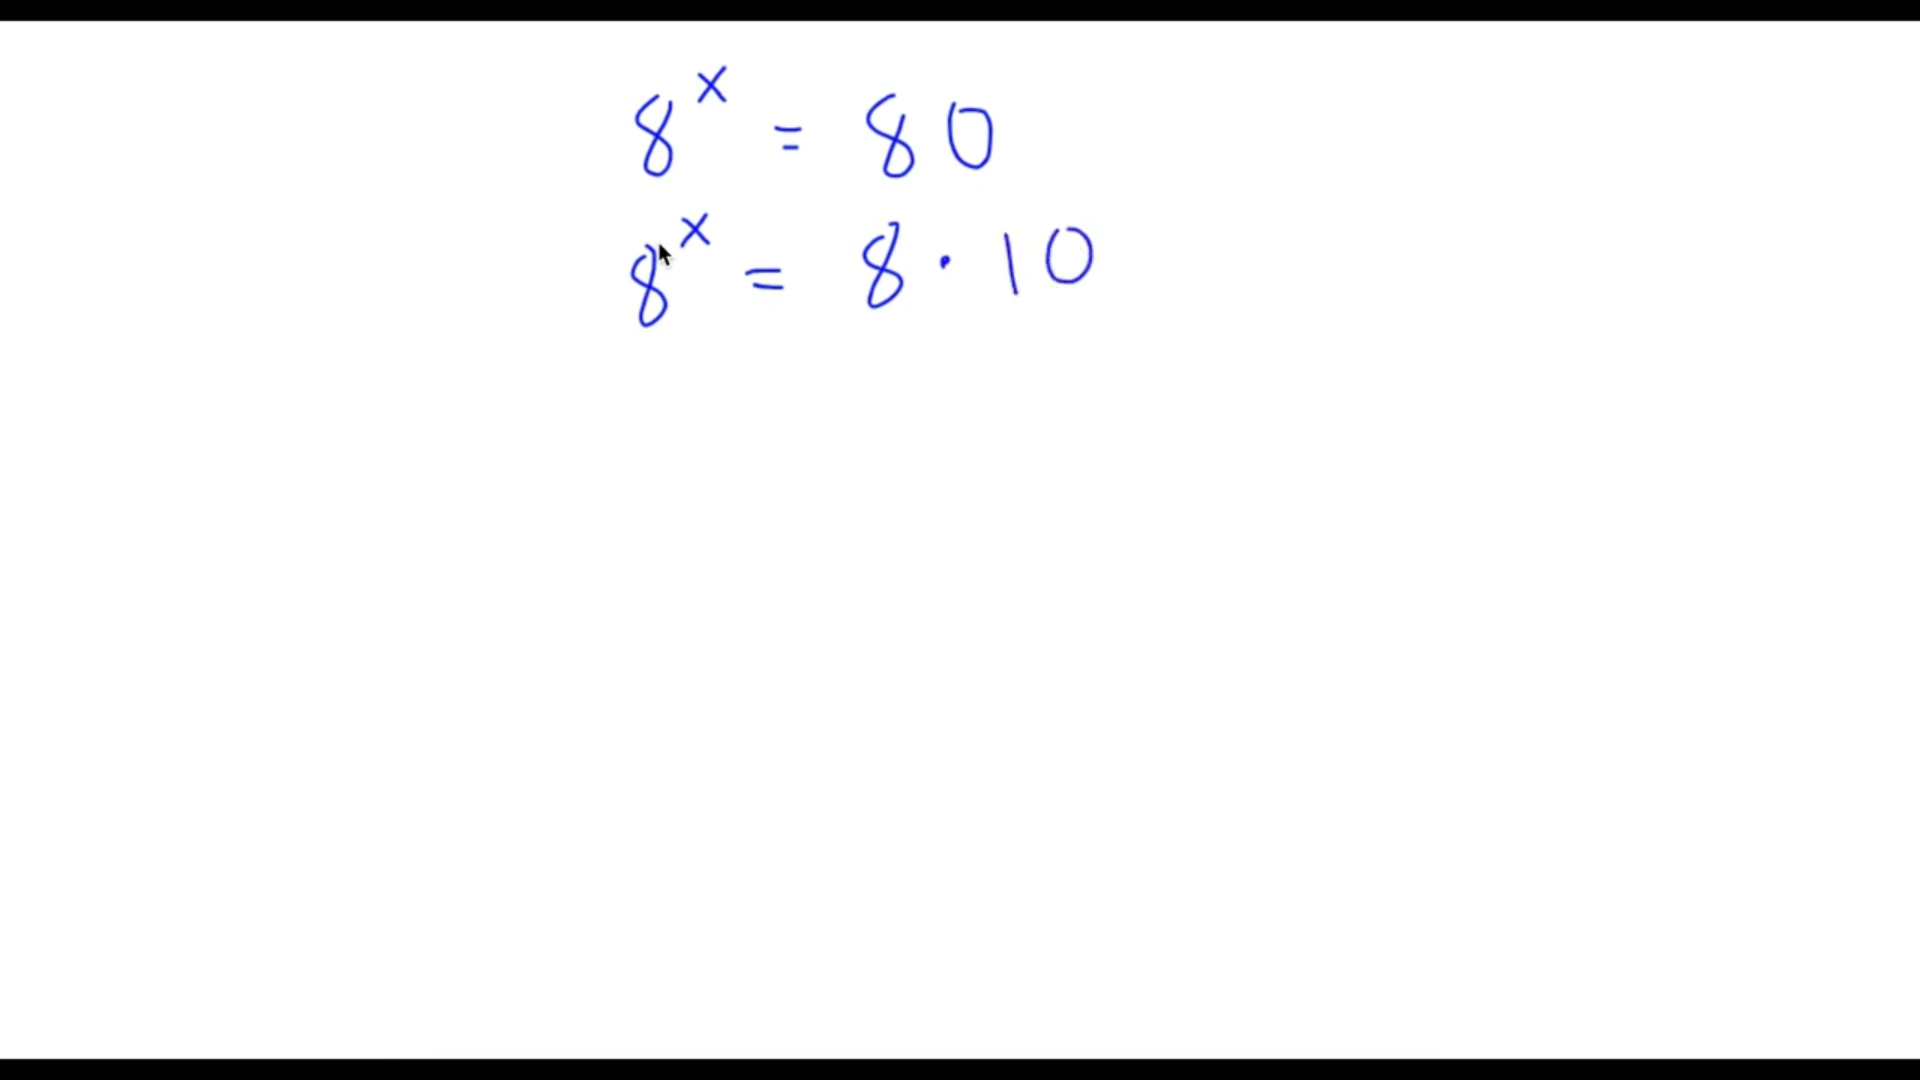 8^x = 80
8^x = 8 · 10